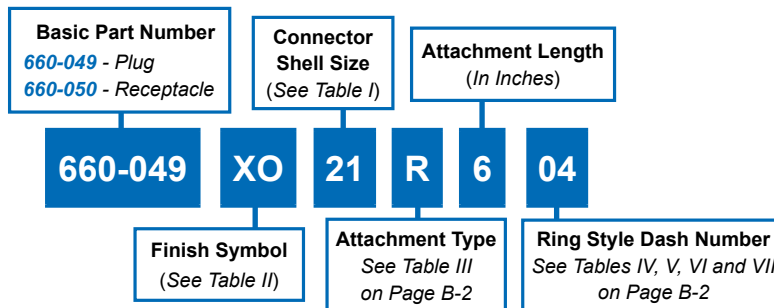 Basic Part Number
660-049 - Plug
660-050 - Receptacle
Connector
Shell Size
(See Table I)
Attachment Length
(In Inches)
660-049 XO 21 R 6 04
Finish Symbol
(See Table II)
Attachment Type
See Table III
on Page B-2
Ring Style Dash Number
See Tables IV, V, VI and VII
on Page B-2